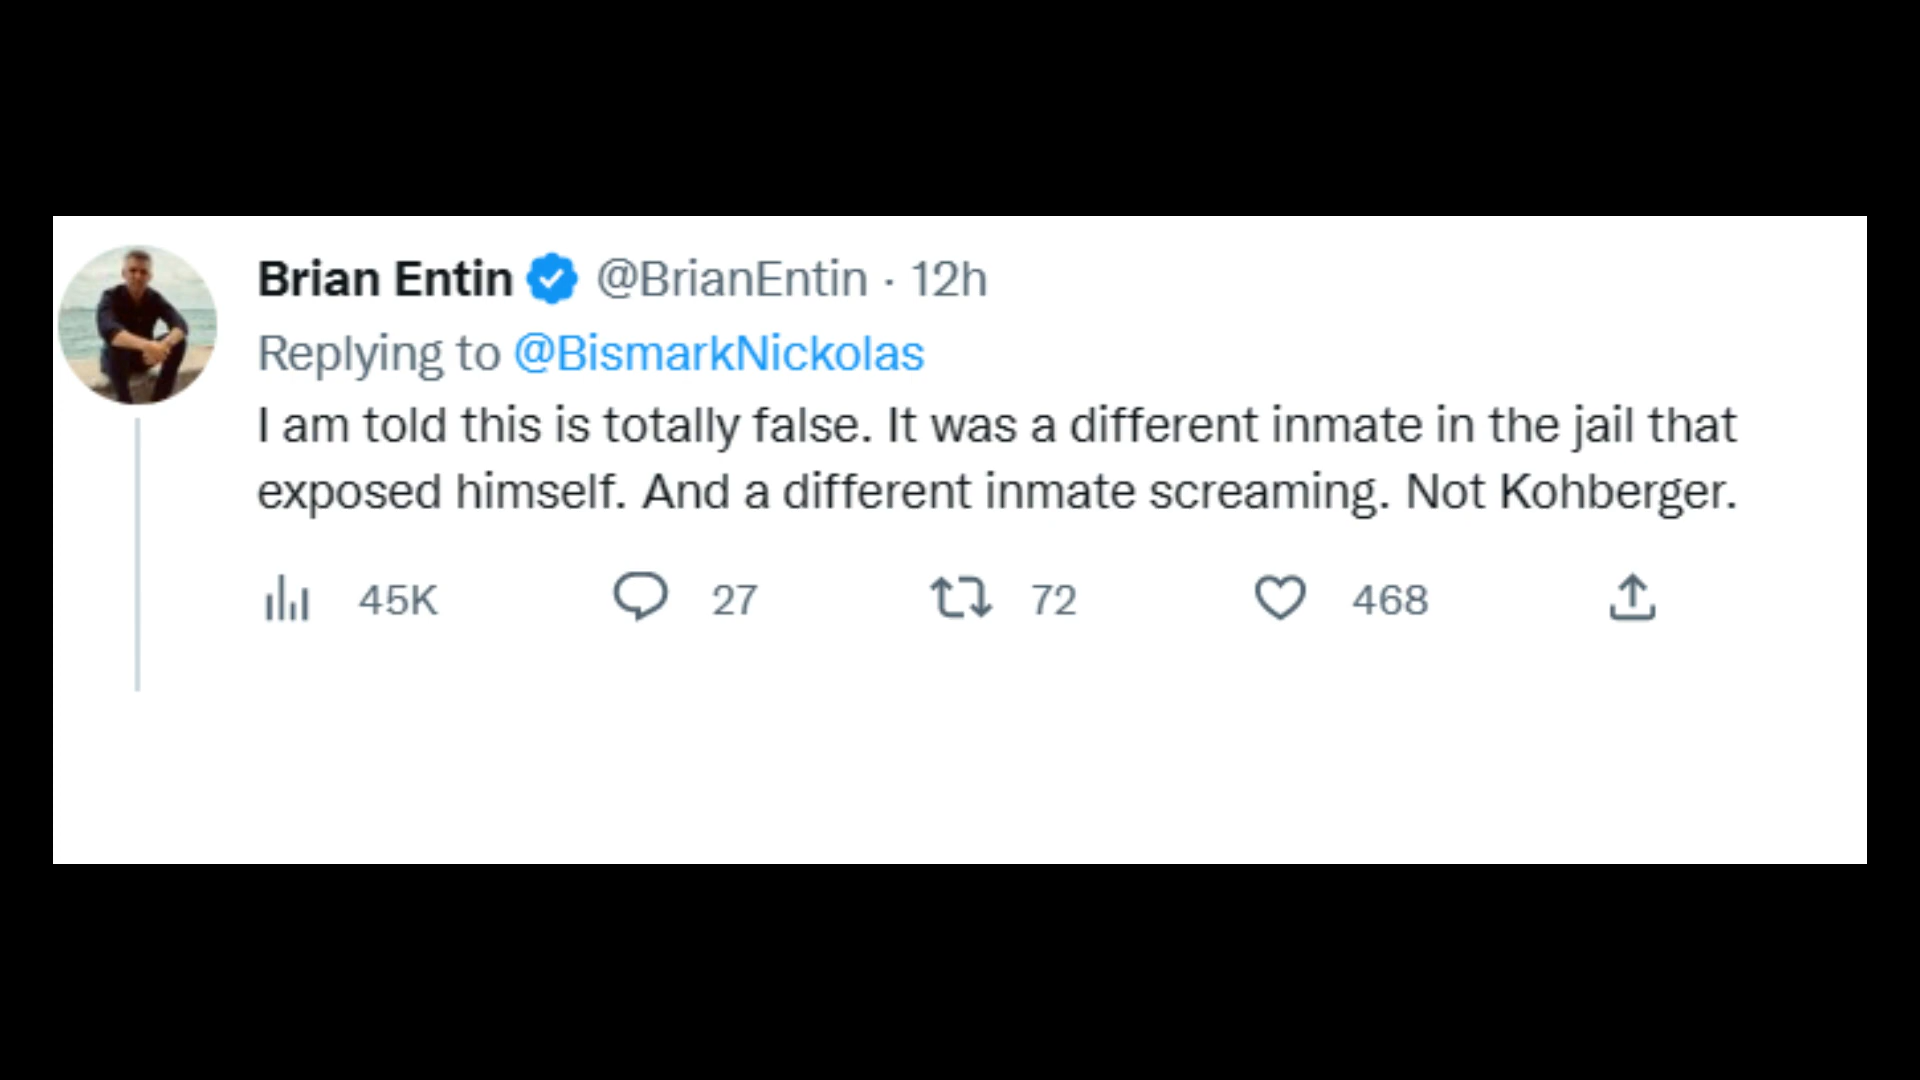 Brian Entin @BrianEntin · 12h
Replying to @BismarkNickolas
I am told this is totally false. It was a different inmate in the jail that
exposed himself. And a different inmate screaming. Not Kohberger.
45K 27 72 468